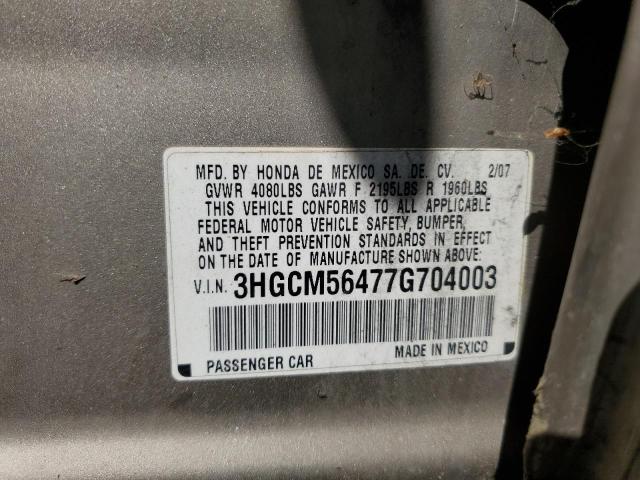 MFD. BY HONDA DE MEXICO SA. DE. CV. 2/07
GVWR 4080LBS GAWR F 2195LBS R 1960LBS
THIS VEHICLE CONFORMS TO ALL APPLICABLE
FEDERAL MOTOR VEHICLE SAFETY, BUMPER,
AND THEFT PREVENTION STANDARDS IN EFFECT
ON THE DATE OF MANUFACTURE SHOWN ABOVE:
V.I.N. 3HGCM56477G704003
PASSENGER CAR MADE IN MEXICO